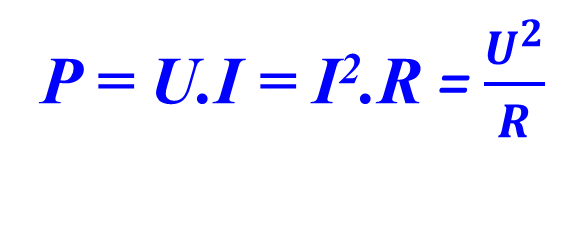 P = U.I = I².R = U²/R